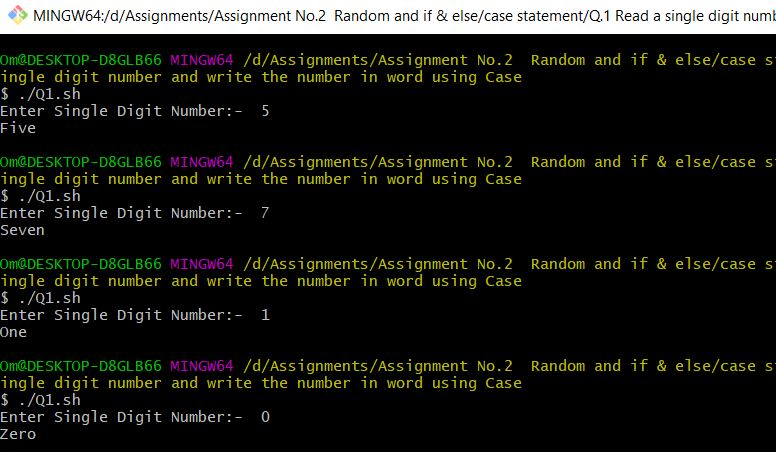 MINGW64:/d/Assignments/Assignment No.2  Random and if & else/case statement/Q.1 Read a single digit
Om@DESKTOP-D8GLB66 MINGW64 /d/Assignments/Assignment No.2  Random and if & else/case
ingle digit number and write the number in word using Case
$ ./Q1.sh
Enter Single Digit Number:-  5
Five
Om@DESKTOP-D8GLB66 MINGW64 /d/Assignments/Assignment No.2  Random and if & else/case
ingle digit number and write the number in word using Case
$ ./Q1.sh
Enter Single Digit Number:-  7
Seven
Om@DESKTOP-D8GLB66 MINGW64 /d/Assignments/Assignment No.2  Random and if & else/case
ingle digit number and write the number in word using Case
$ ./Q1.sh
Enter Single Digit Number:-  1
One
Om@DESKTOP-D8GLB66 MINGW64 /d/Assignments/Assignment No.2  Random and if & else/case
ingle digit number and write the number in word using Case
$ ./Q1.sh
Enter Single Digit Number:-  0
Zero